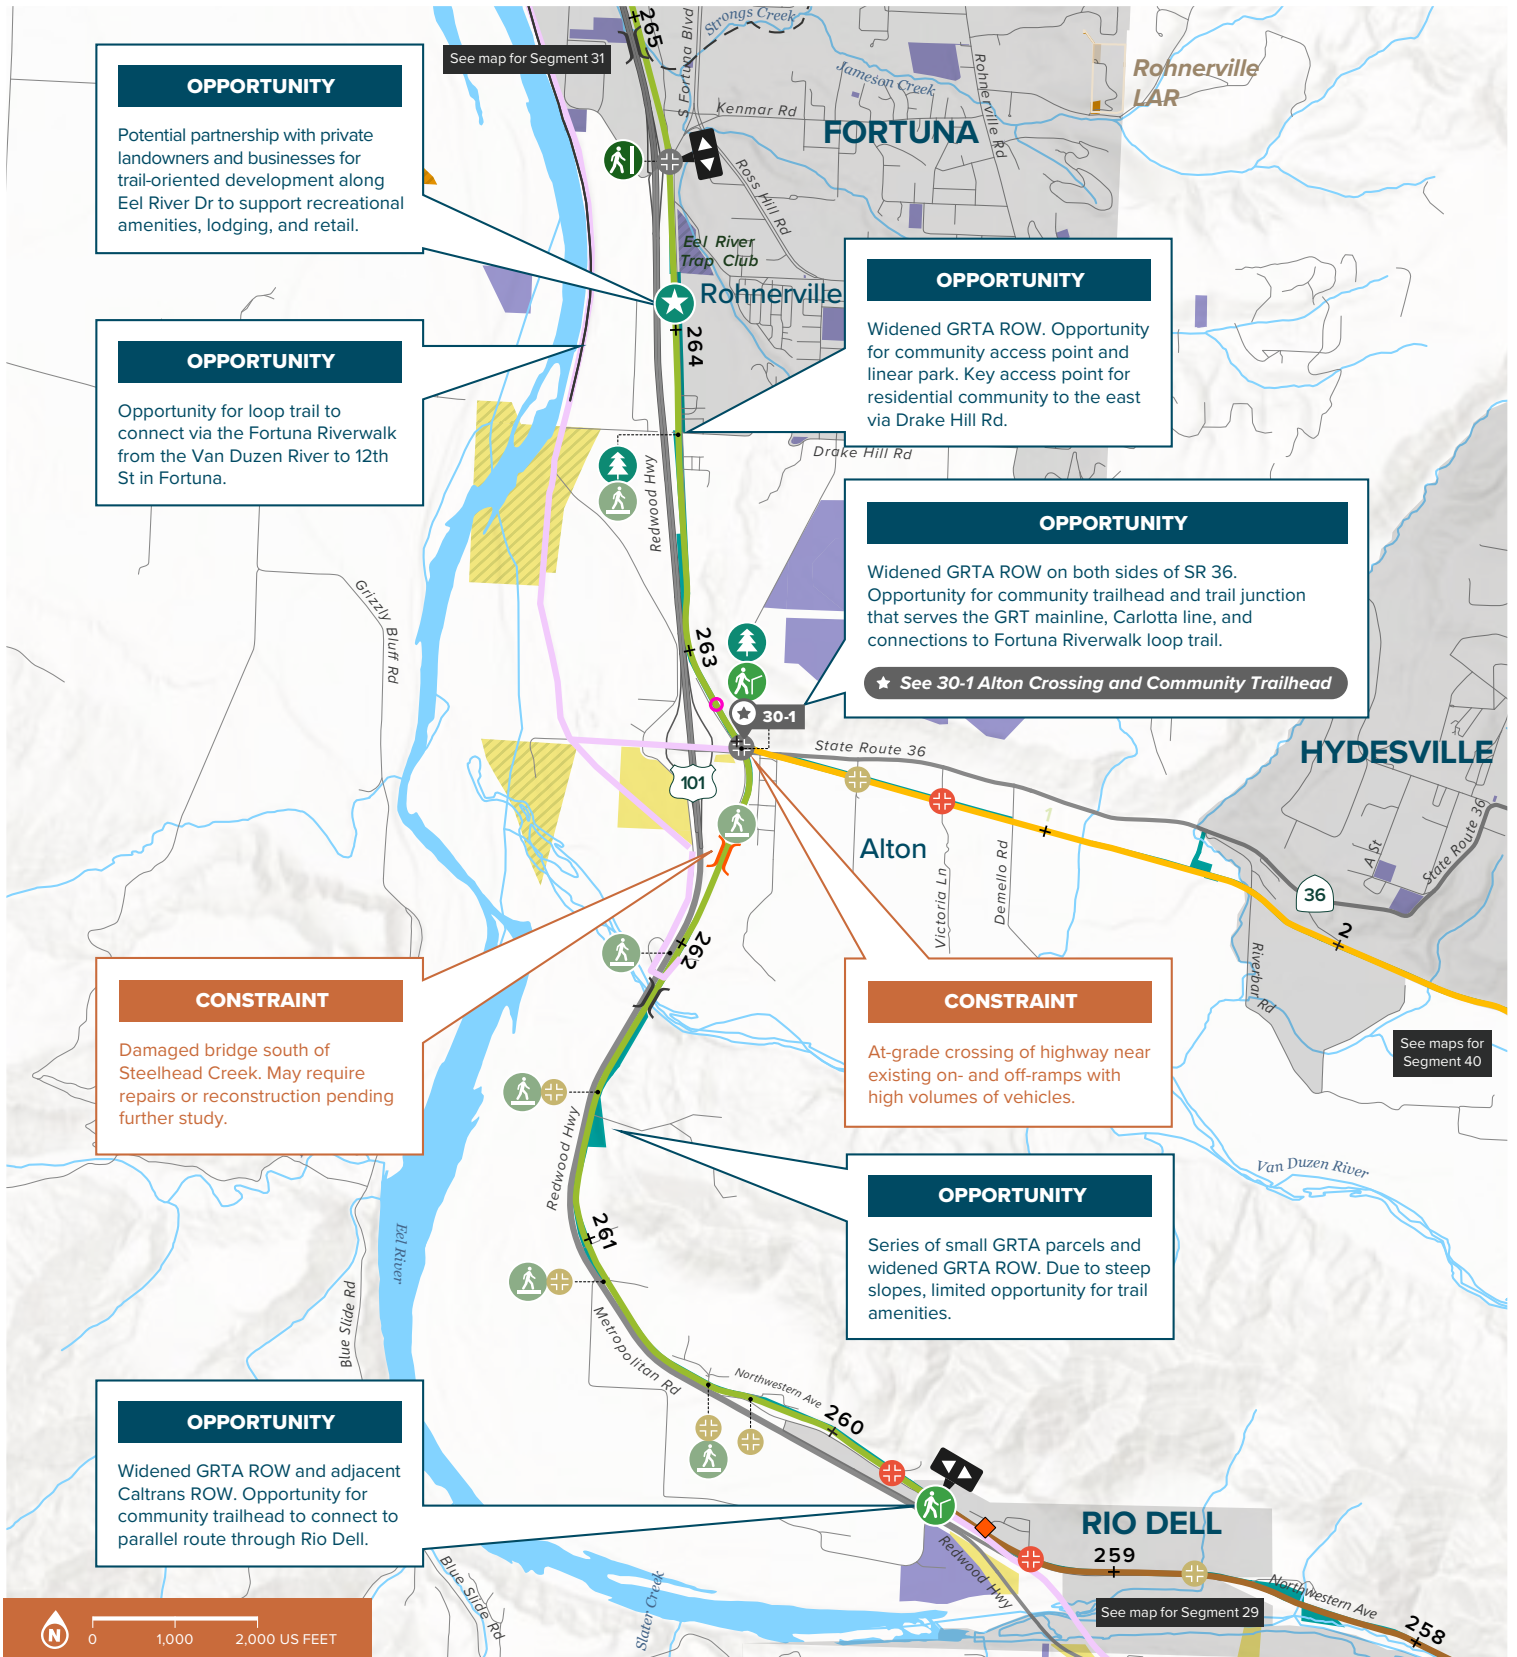 265
S Fortuna Blvd
Strongs Creek
See map for Segment 31
Jameson Creek
Rohnerville Rd
Rohnerville
LAR
Kenmar Rd
FORTUNA
Ross Hill Rd
OPPORTUNITY
Potential partnership with private
landowners and businesses for
trail-oriented development along
Eel River Dr to support recreational
amenities, lodging, and retail.
Eel River
Trap Club
Rohnerville
264
OPPORTUNITY
Widened GRTA ROW. Opportunity
for community access point and
linear park. Key access point for
residential community to the east
via Drake Hill Rd.
OPPORTUNITY
Opportunity for loop trail to
connect via the Fortuna Riverwalk
from the Van Duzen River to 12th
St in Fortuna.
Drake Hill Rd
Redwood Hwy
OPPORTUNITY
Widened GRTA ROW on both sides of SR 36.
Opportunity for community trailhead and trail junction
that serves the GRT mainline, Carlotta line, and
connections to Fortuna Riverwalk loop trail.
See 30-1 Alton Crossing and Community Trailhead
Grizzly Bluff Rd
263
30-1
State Route 36
HYDESVILLE
101
1
Alton
Victoria Ln
Demello Rd
A St
State Route 36
36
2
262
Riverbar Rd
CONSTRAINT
Damaged bridge south of
Steelhead Creek. May require
repairs or reconstruction pending
further study.
CONSTRAINT
At-grade crossing of highway near
existing on- and off-ramps with
high volumes of vehicles.
See maps for
Segment 40
Redwood Hwy
Van Duzen River
OPPORTUNITY
Series of small GRTA parcels and
widened GRTA ROW. Due to steep
slopes, limited opportunity for trail
amenities.
261
Eel River
Blue Slide Rd
Metropolitan Rd
Northwestern Ave
260
OPPORTUNITY
Widened GRTA ROW and adjacent
Caltrans ROW. Opportunity for
community trailhead to connect to
parallel route through Rio Dell.
RIO DELL
259
Redwood Hwy
Northwestern Ave
See map for Segment 29
258
Blue Slide Rd
Slater Creek
N
0 1,000 2,000 US FEET